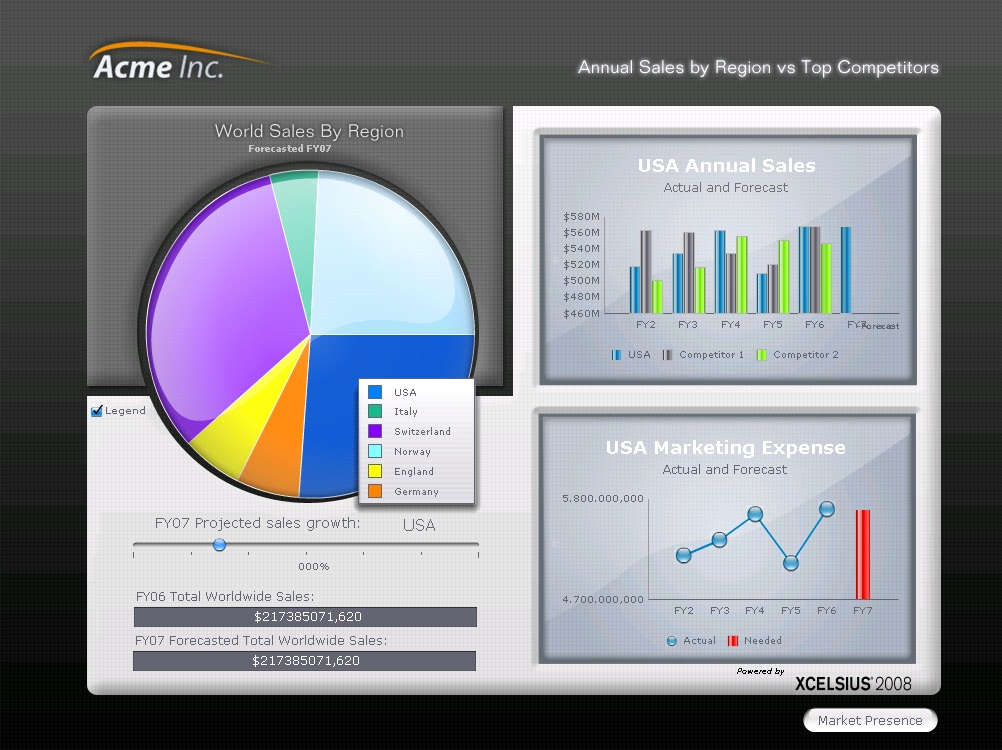 Acme Inc.
Annual Sales by Region vs Top Competitors
World Sales By Region
Forecasted FY07
Legend
USA
Italy
Switzerland
Norway
England
Germany
FY07 Projected sales growth: USA
000%
FY06 Total Worldwide Sales:
$217385071,620
FY07 Forecasted Total Worldwide Sales:
$217385071,620
USA Annual Sales
Actual and Forecast
$580M
$560M
$540M
$520M
$500M
$480M
$460M
FY2 FY3 FY4 FY5 FY6 Forecast
USA Competitor 1 Competitor 2
USA Marketing Expense
Actual and Forecast
5.800.000,000
4.700.000,000
FY2 FY3 FY4 FY5 FY6 FY7
Actual Needed
Powered by
XCELSIUS 2008
Market Presence